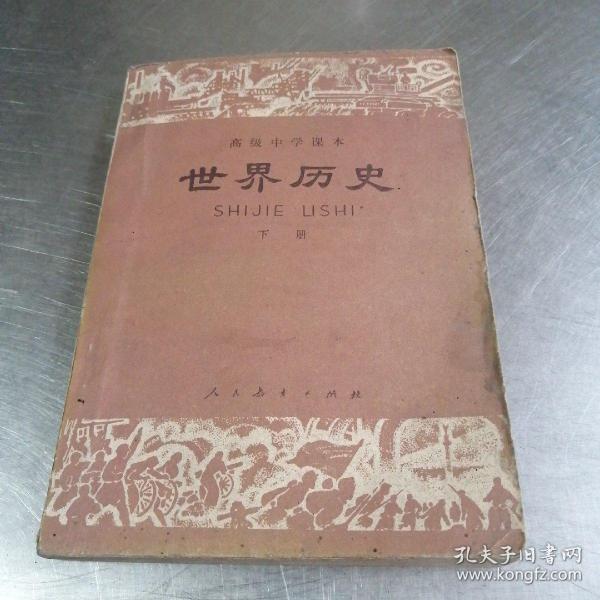 高级中学课本
世界历史
SHIJIE LISHI
下册
人民教育出版社
孔夫子旧书网
www.kongfz.com